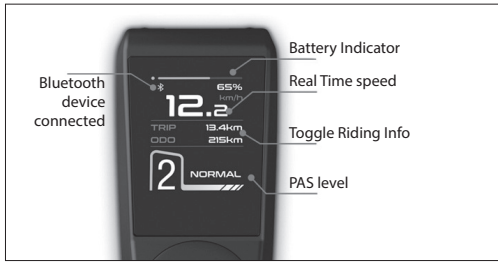 Battery Indicator
65%
Bluetooth
device
connected
km/h
12.2
Real Time speed
TRIP 13.4km
Toggle Riding Info
ODO 215km
2 NORMAL
PAS level